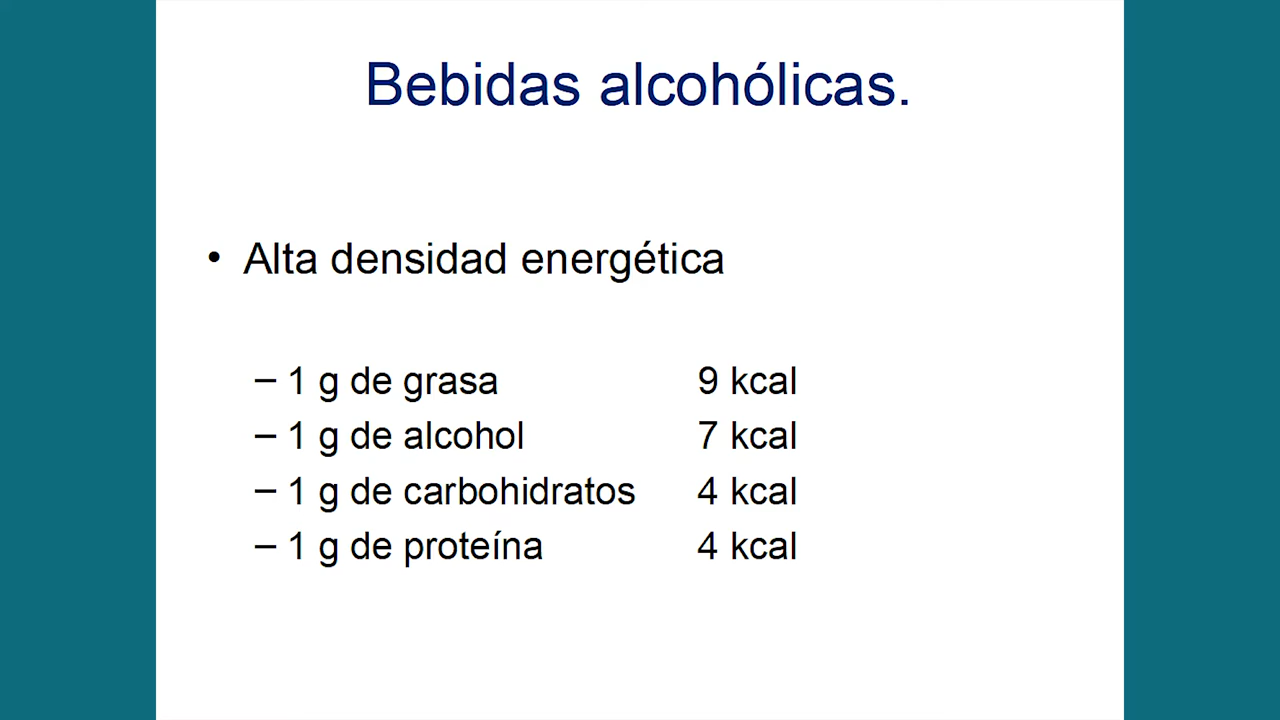 Bebidas alcohólicas.
• Alta densidad energética
– 1 g de grasa 9 kcal
– 1 g de alcohol 7 kcal
– 1 g de carbohidratos 4 kcal
– 1 g de proteína 4 kcal